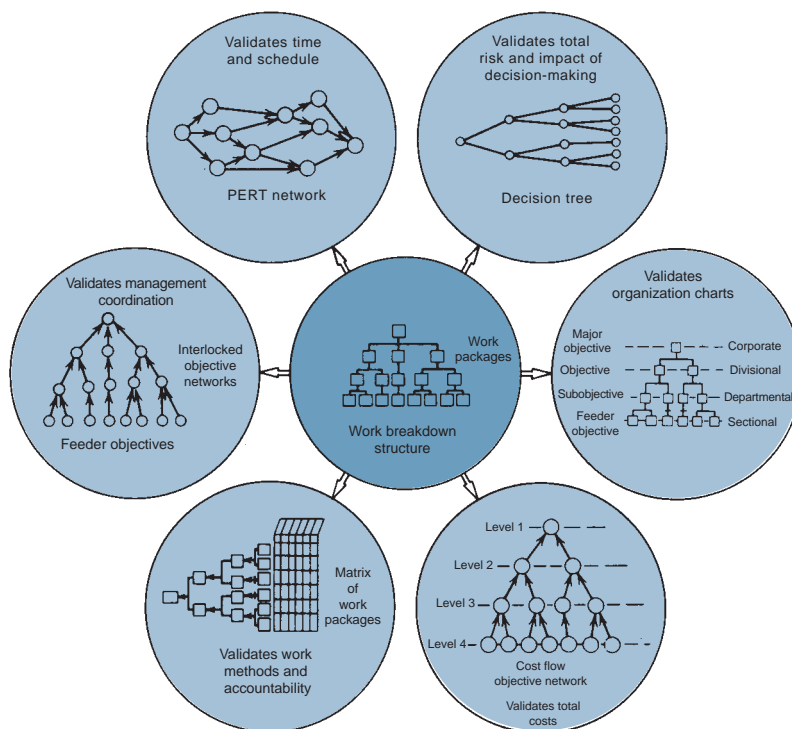 Validates time
and schedule
PERT network
Validates total
risk and impact of
decision-making
Decision tree
Validates management
coordination
Interlocked
objective
networks
Feeder objectives
Work
packages
Work breakdown
structure
Validates
organization charts
Major
objective
Corporate
Objective
Divisional
Subobjective
Departmental
Feeder
objective
Sectional
Matrix
of
work
packages
Validates work
methods and
accountability
Level 1
Level 2
Level 3
Level 4
Cost flow
objective network
Validates total
costs